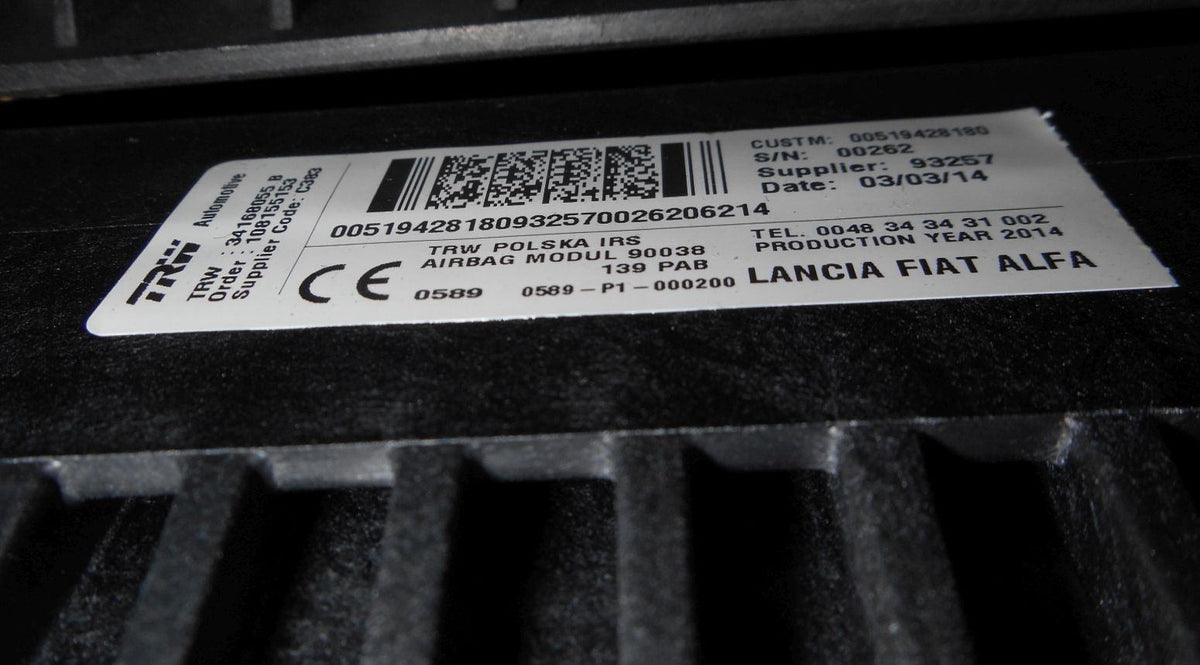 TRW Automotive
TRW : 34168055 B
Order : 108155153
Supplier Code: C383
00519428180932570026206214
CUSTM: 00519428180
S/N: 00262
Supplier: 93257
Date: 03/03/14
TRW POLSKA IRS
AIRBAG MODUL 90038
139 PAB
0589 0589-P1-000200
TEL. 0048 34 34 31 002
PRODUCTION YEAR 2014
LANCIA FIAT ALFA
CE